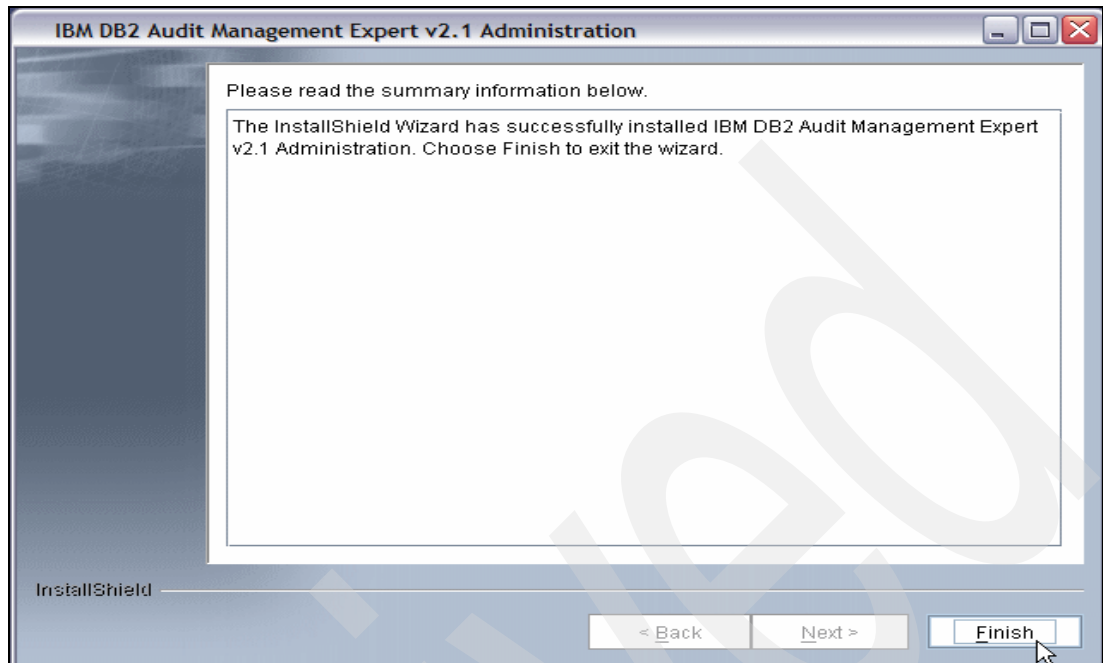 IBM DB2 Audit Management Expert v2.1 Administration
Please read the summary information below.
The InstallShield Wizard has successfully installed IBM DB2 Audit Management Expert
v2.1 Administration. Choose Finish to exit the wizard.
InstallShield
< Back
Next >
Finish